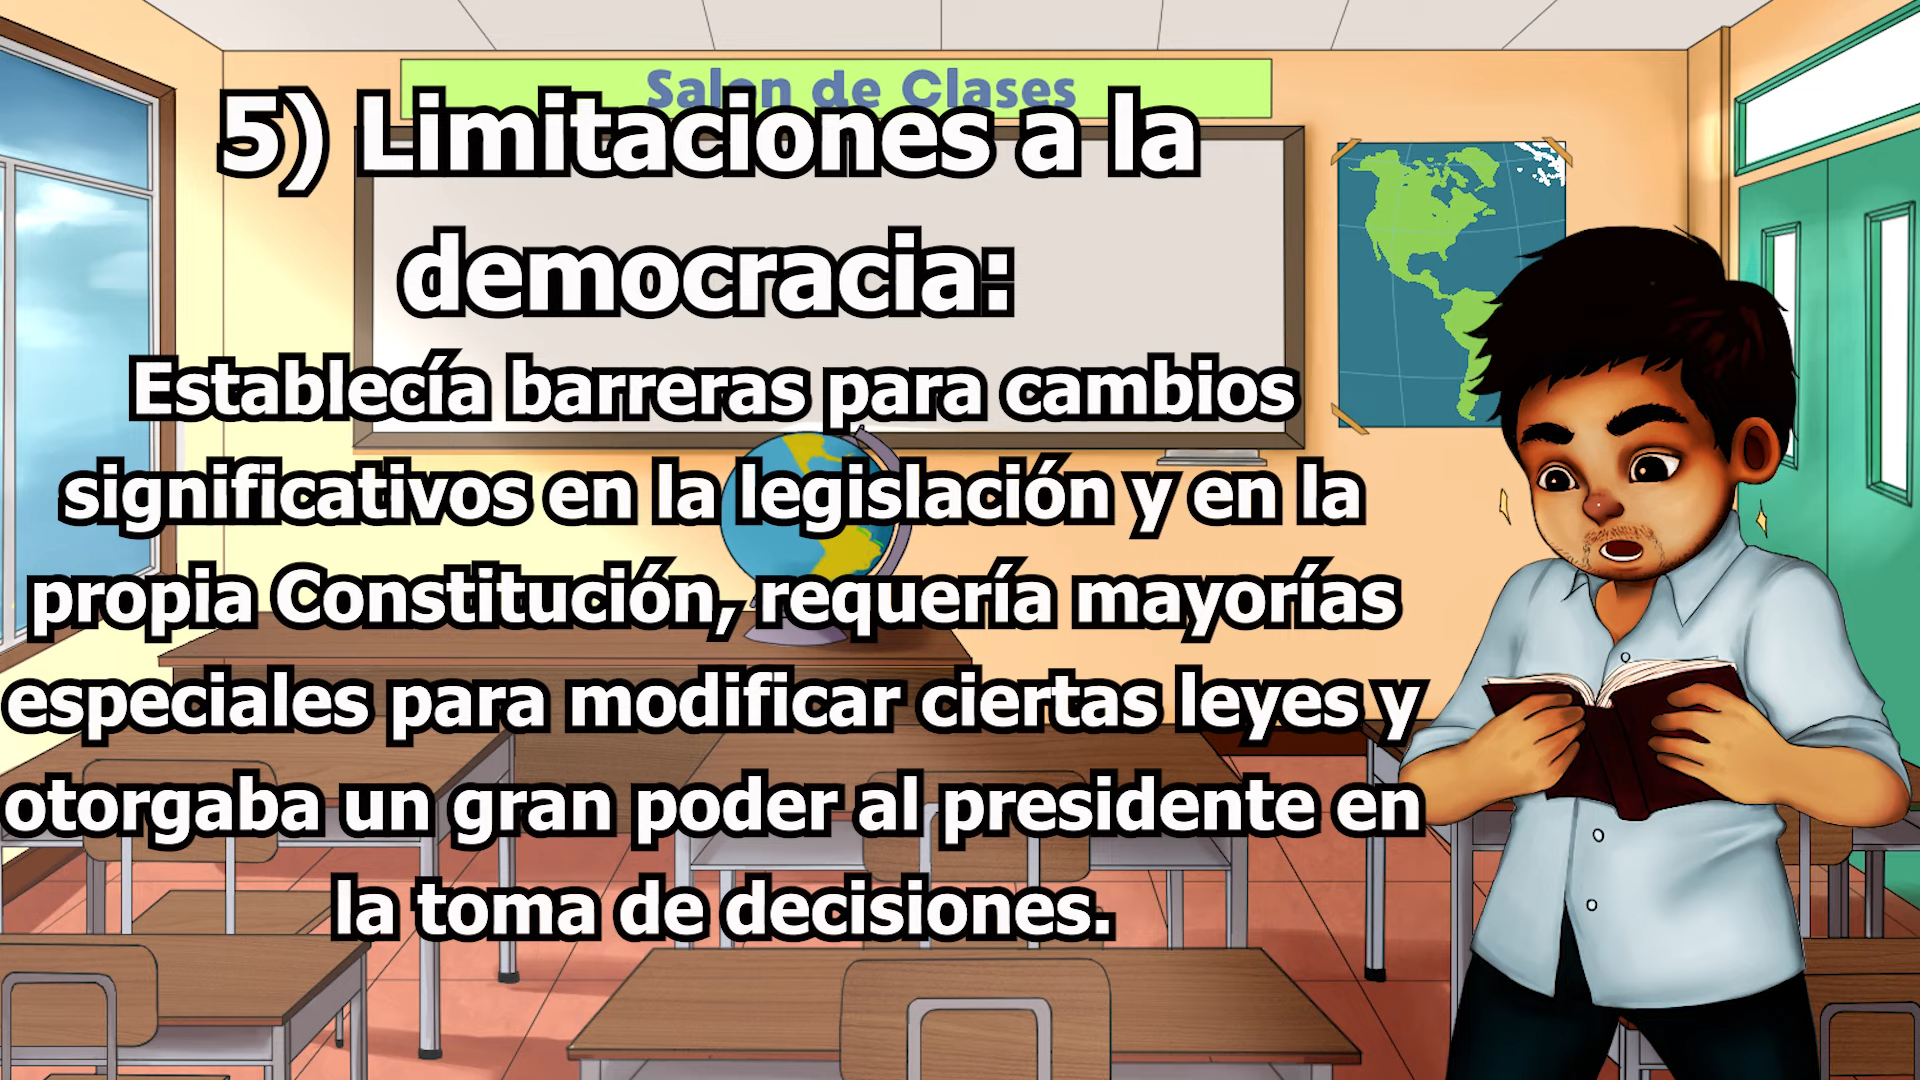 Salon de Clases
5) Limitaciones a la
democracia:
Establecía barreras para cambios
significativos en la legislación y en la
propia Constitución, requería mayorías
especiales para modificar ciertas leyes y
otorgaba un gran poder al presidente en
la toma de decisiones.